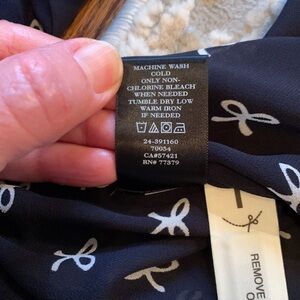 MACHINE WASH
COLD
ONLY NON-
CHLORINE BLEACH
WHEN NEEDED
TUMBLE DRY LOW
WARM IRON
IF NEEDED
24-391160
70054
CA#57421
RN# 77379
REMOVE